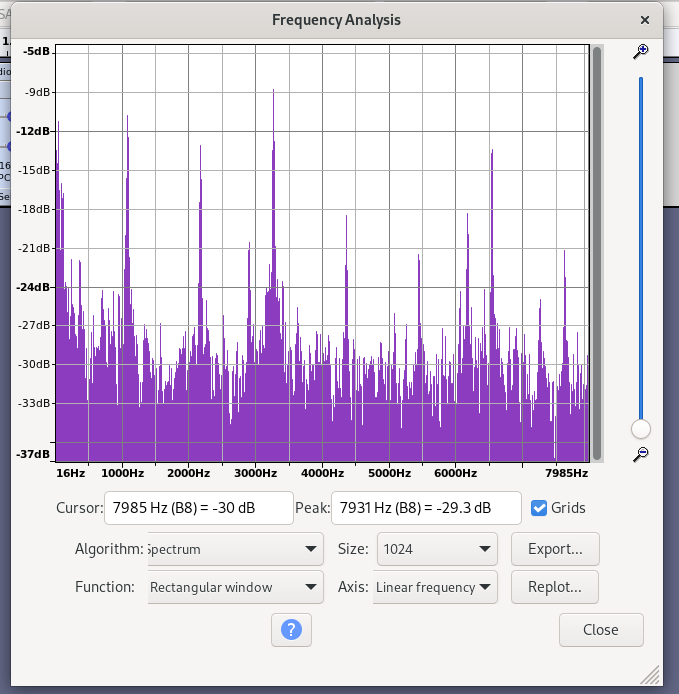 Frequency Analysis
-5dB
-9dB
-12dB
-15dB
-18dB
-21dB
-24dB
-27dB
-30dB
-33dB
-37dB
16Hz 1000Hz 2000Hz 3000Hz 4000Hz 5000Hz 6000Hz 7985Hz
Cursor: 7985 Hz (B8) = -30 dB Peak: 7931 Hz (B8) = -29.3 dB Grids
Algorithm: Spectrum Size: 1024 Export...
Function: Rectangular window Axis: Linear frequency Replot...
? Close